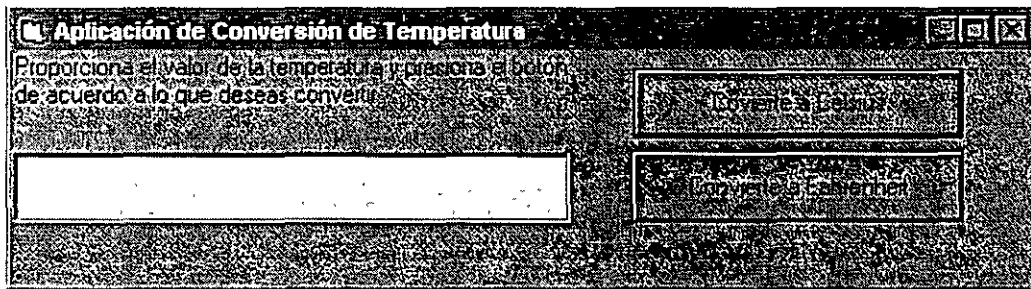 Aplicación de Conversión de Temperatura
Proporciona el valor de la temperatura y presiona el botón
de acuerdo a lo que deseas convertir.
Covierte a Celsius
Convierte a Fahrenheit